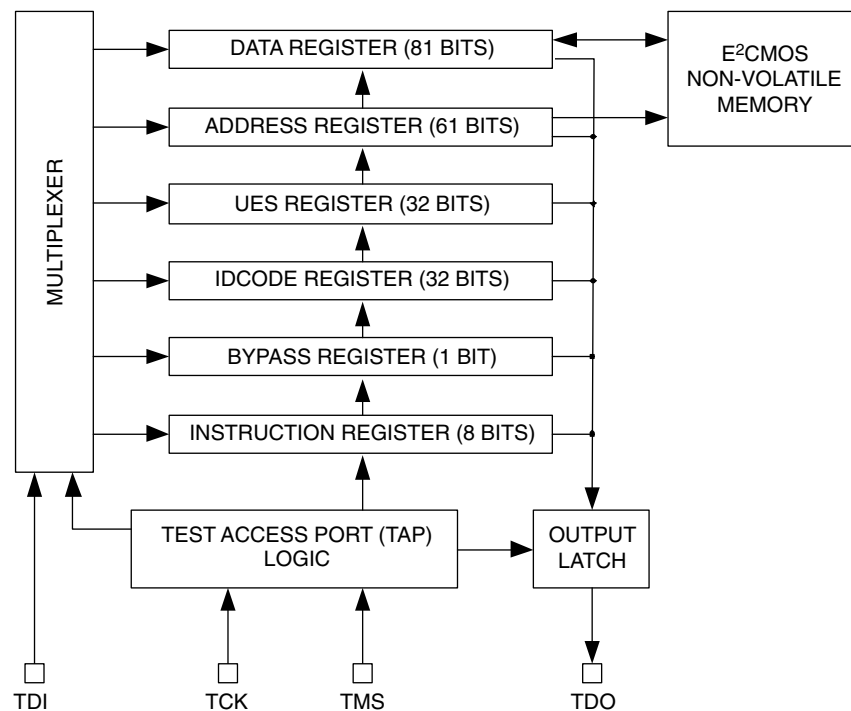 DATA REGISTER (81 BITS)
E²CMOS
NON-VOLATILE
MEMORY
ADDRESS REGISTER (61 BITS)
MULTIPLEXER
UES REGISTER (32 BITS)
IDCODE REGISTER (32 BITS)
BYPASS REGISTER (1 BIT)
INSTRUCTION REGISTER (8 BITS)
TEST ACCESS PORT (TAP)
LOGIC
OUTPUT
LATCH
TDI
TCK
TMS
TDO